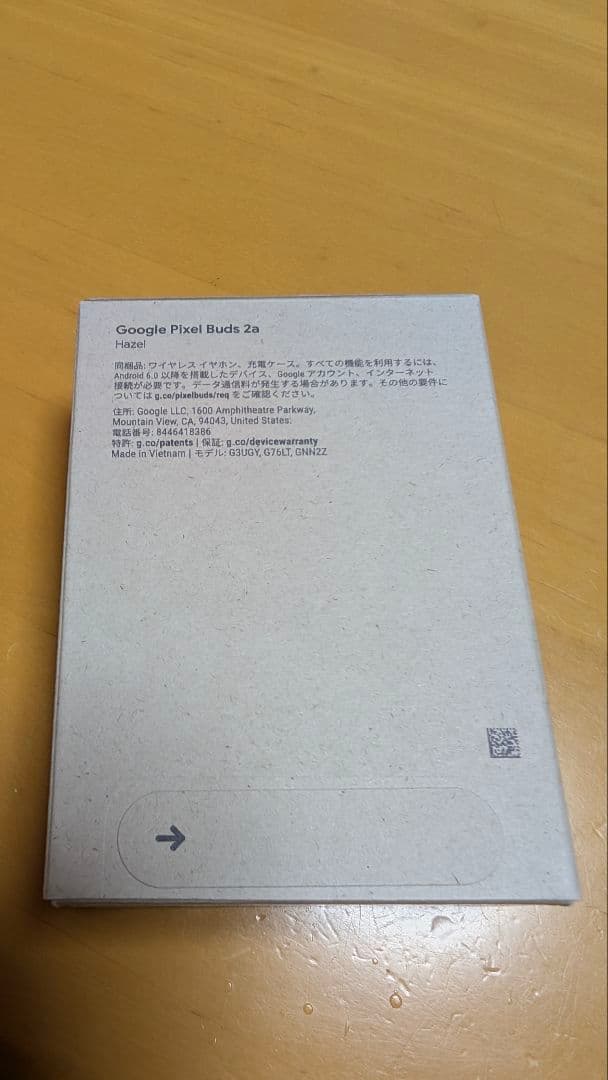 Google Pixel Buds 2a
Hazel
同梱品: ワイヤレス イヤホン、充電ケース。すべての機能を利用するには、
Android 6.0 以降を搭載したデバイス、Google アカウント、インターネット
接続が必要です。データ通信料が発生する場合があります。その他の要件に
ついては g.co/pixelbuds/req をご確認ください。
住所: Google LLC, 1600 Amphitheatre Parkway,
Mountain View, CA, 94043, United States.
電話番号: 8446418386
特許: g.co/patents | 保証: g.co/devicewarranty
Made in Vietnam | モデル: G3UGY, G76LT, GNN2Z